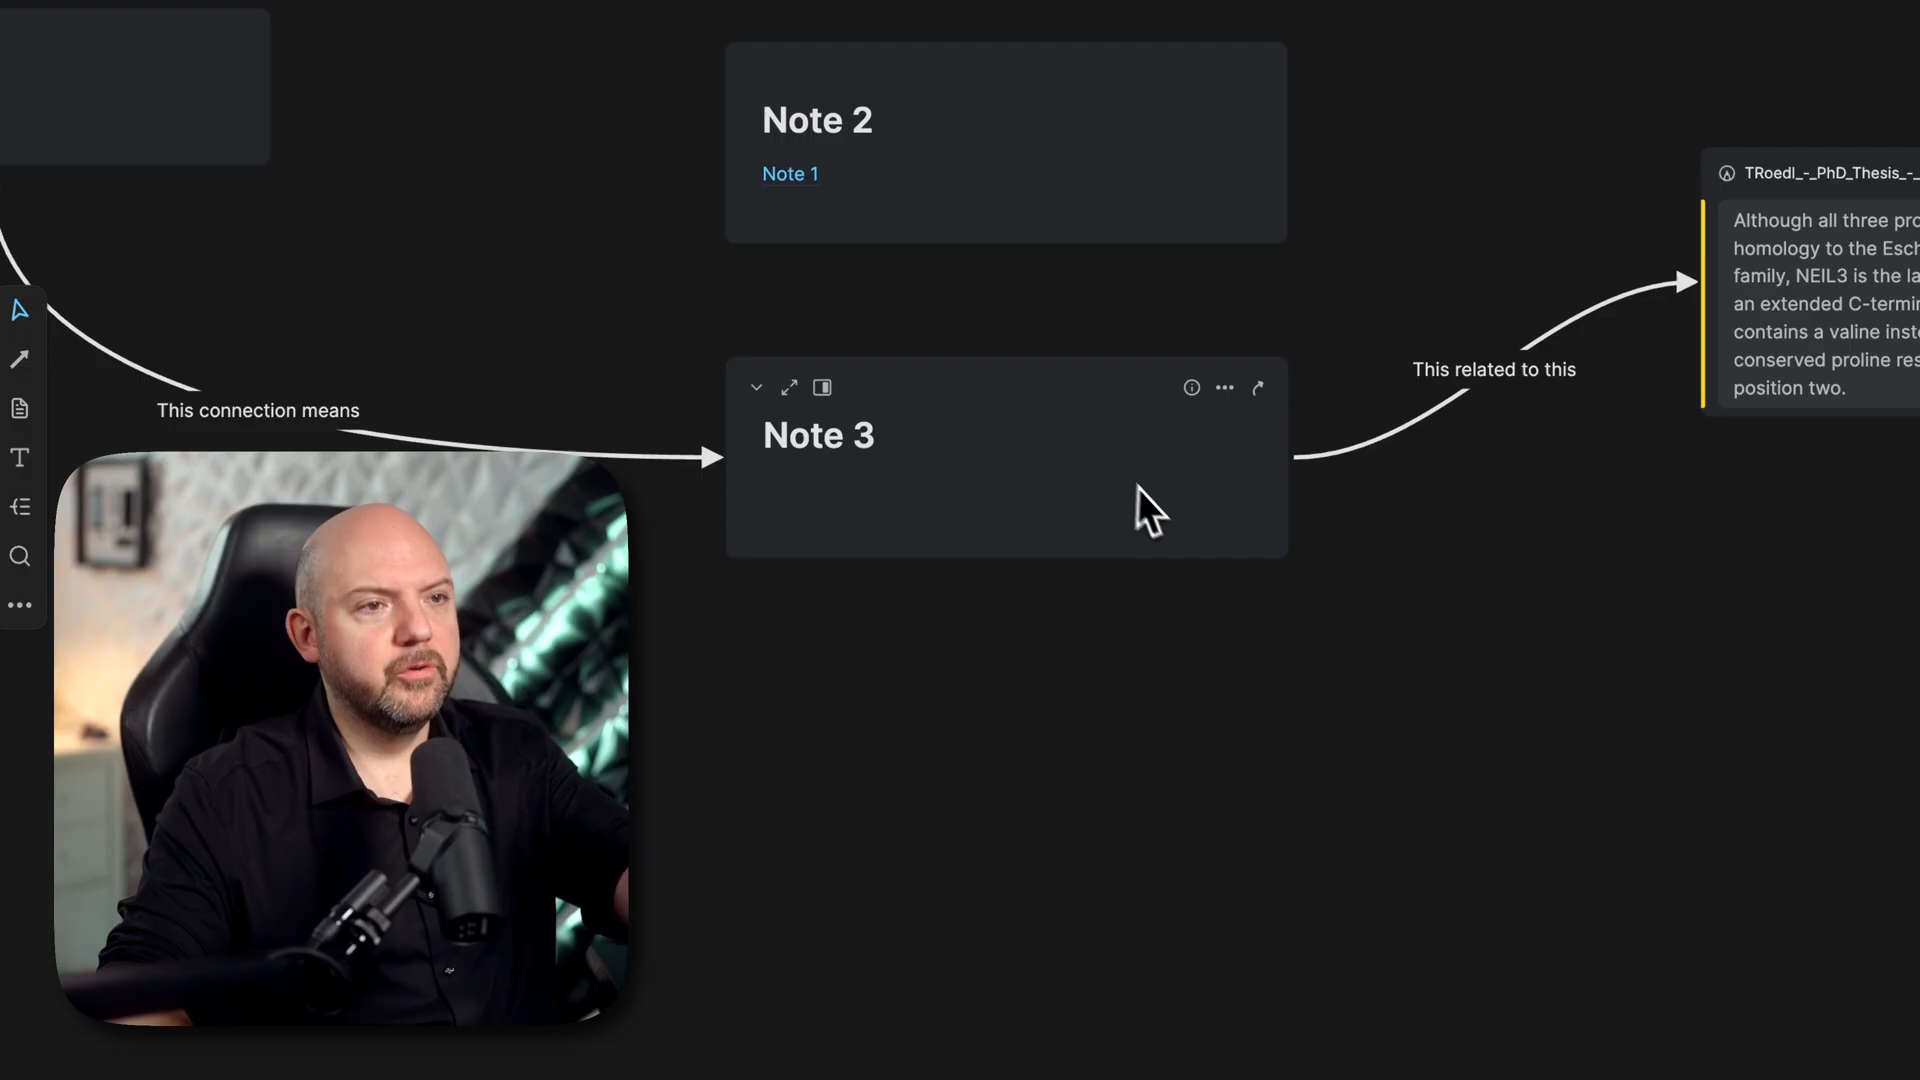 Note 2
Note 1
This connection means
Note 3
This related to this
TRoedl_-_PhD_Thesis_-_
Although all three pro
homology to the Esch
family, NEIL3 is the la
an extended C-termin
contains a valine inste
conserved proline res
position two.